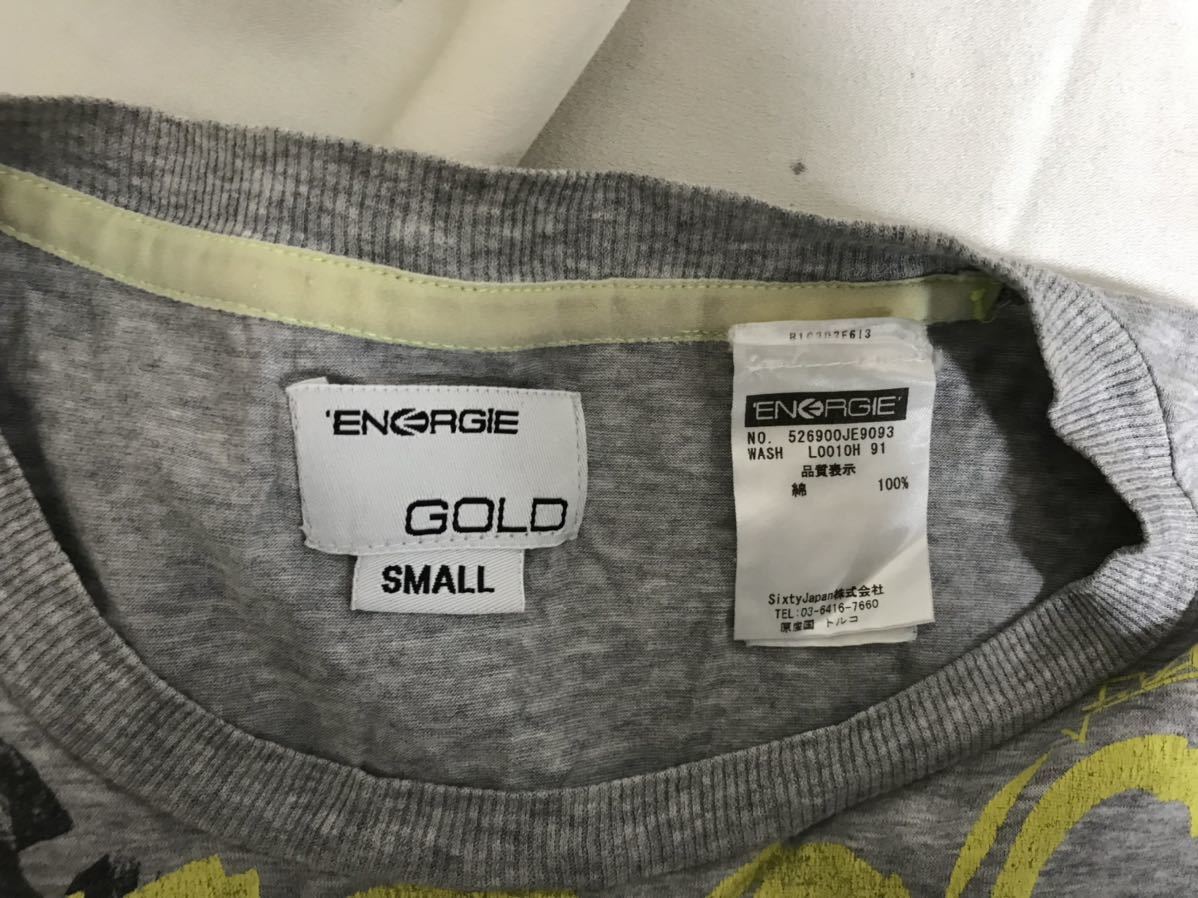 'ENERGIE
GOLD
SMALL
'ENERGIE'
NO. 526900JE9093
WASH L0010H 91
品質表示
綿 100%
SixtyJapan株式会社
TEL:03-6416-7660
原産国 トルコ